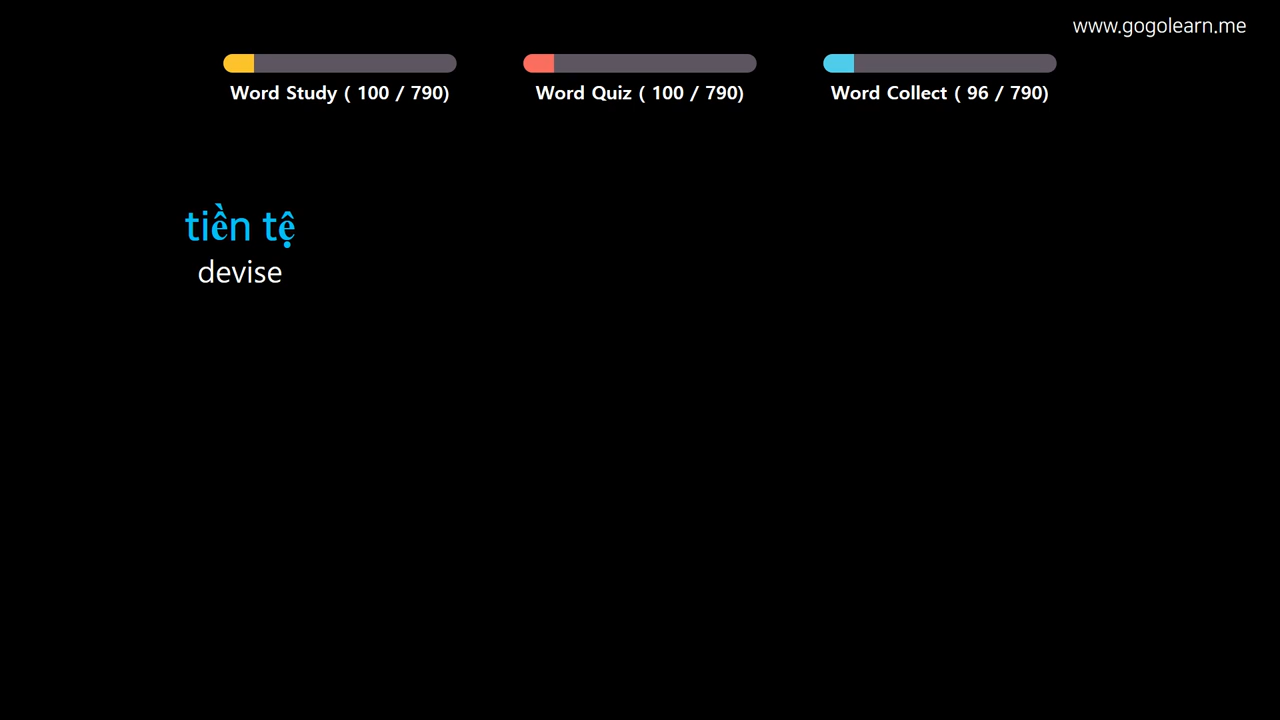 www.gogolearn.me
Word Study ( 100 / 790)
Word Quiz ( 100 / 790)
Word Collect ( 96 / 790)
tiền tệ
devise